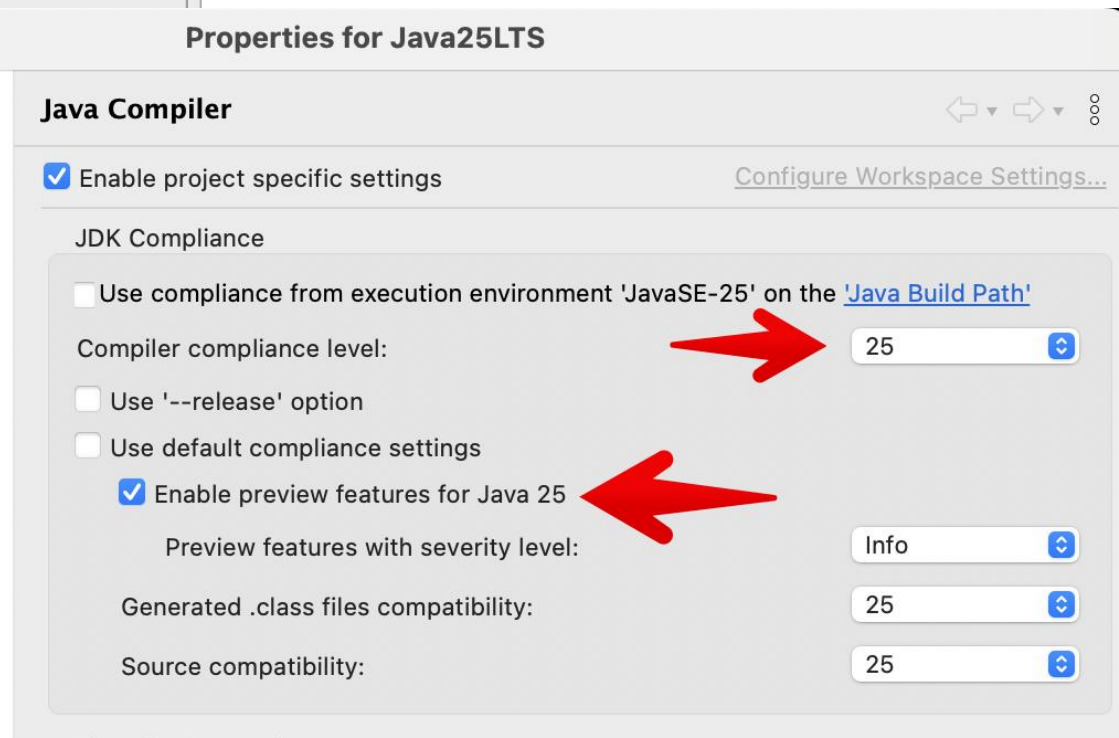 Properties for Java25LTS
Java Compiler
Enable project specific settings
Configure Workspace Settings...
JDK Compliance
Use compliance from execution environment 'JavaSE-25' on the 'Java Build Path'
Compiler compliance level:
25
Use '--release' option
Use default compliance settings
Enable preview features for Java 25
Preview features with severity level:
Info
Generated .class files compatibility:
25
Source compatibility:
25